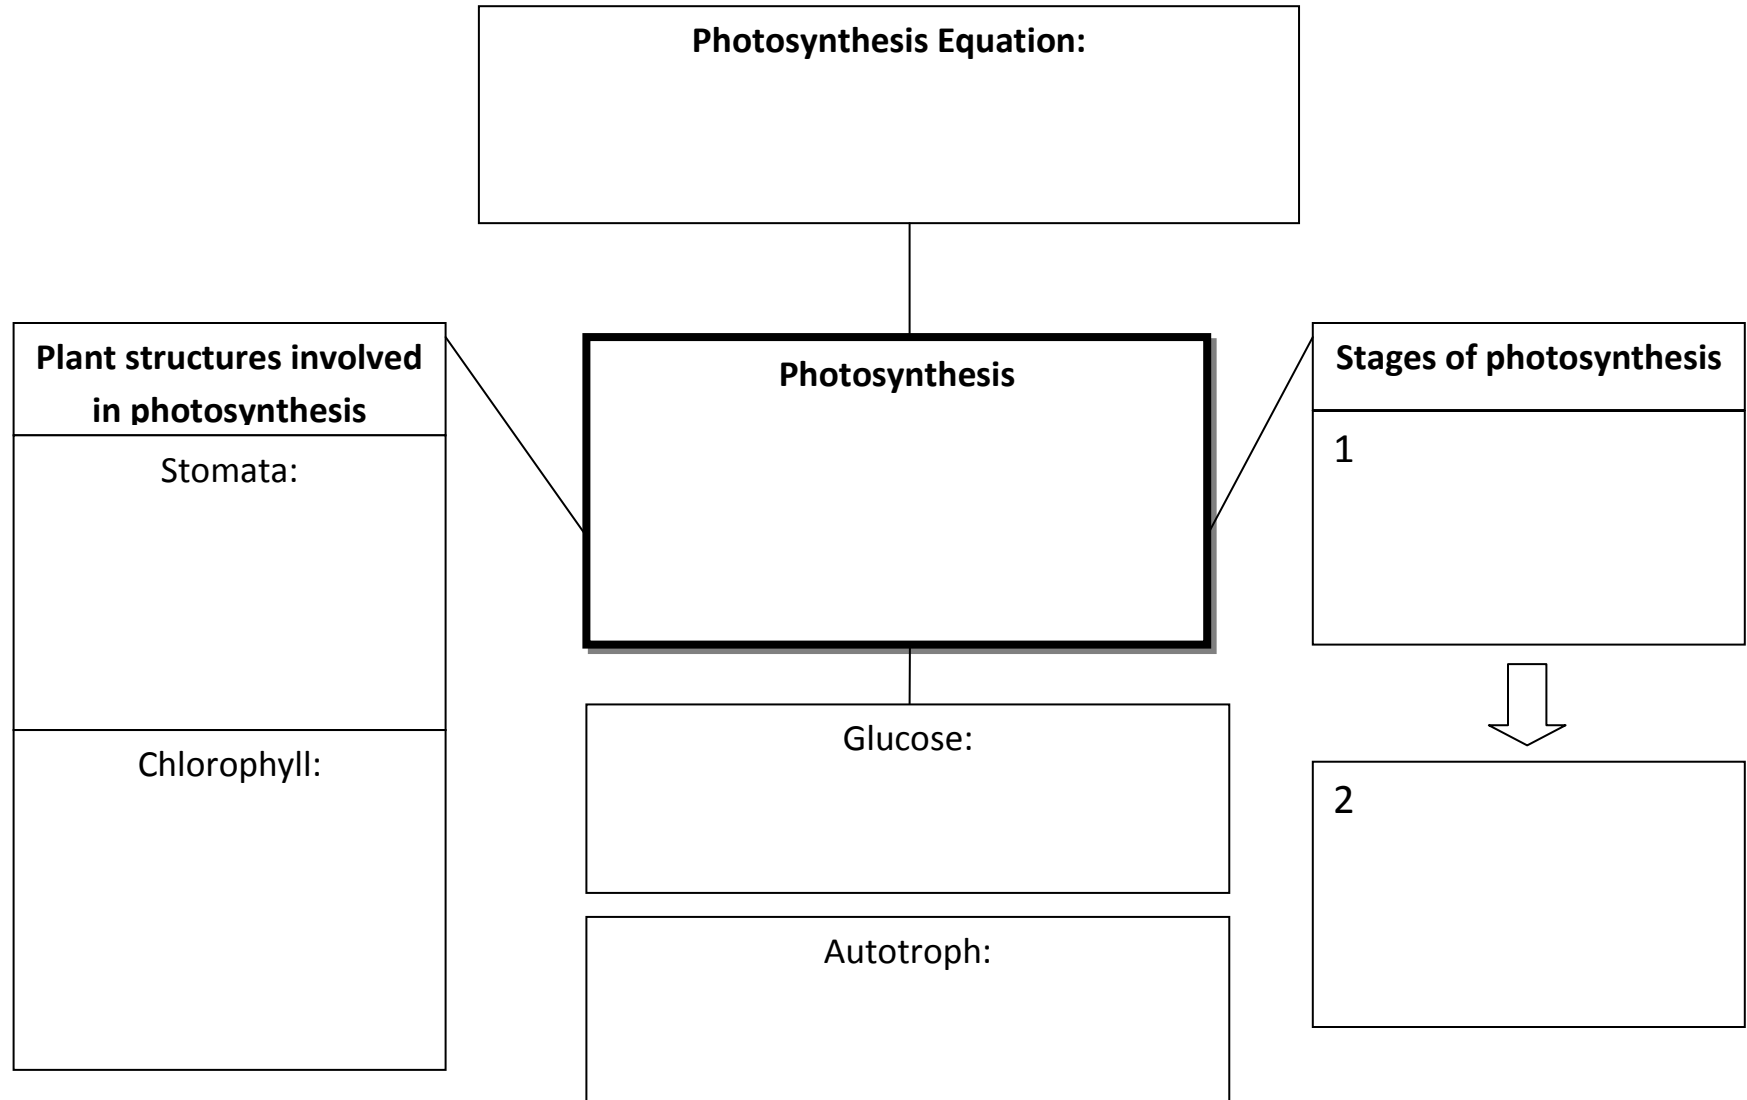 Photosynthesis Equation:
Plant structures involved
in photosynthesis
Stomata:
Chlorophyll:
Photosynthesis
Glucose:
Autotroph:
Stages of photosynthesis
1
2